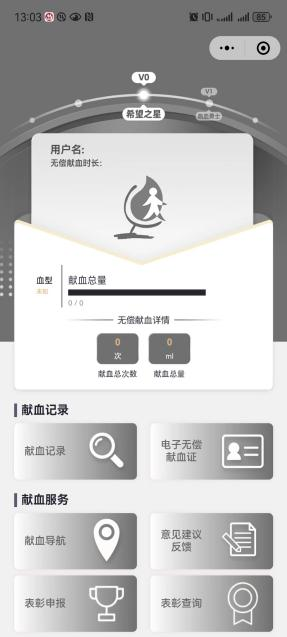 13:03
85
V0
V1
希望之星
用户名:
无偿献血时长:
血型
未知
献血总量
0 / 0
无偿献血详情
0
次
0
ml
献血总次数
献血总量
献血记录
献血记录
电子无偿
献血证
献血服务
献血导航
意见建议
反馈
表彰申报
表彰查询